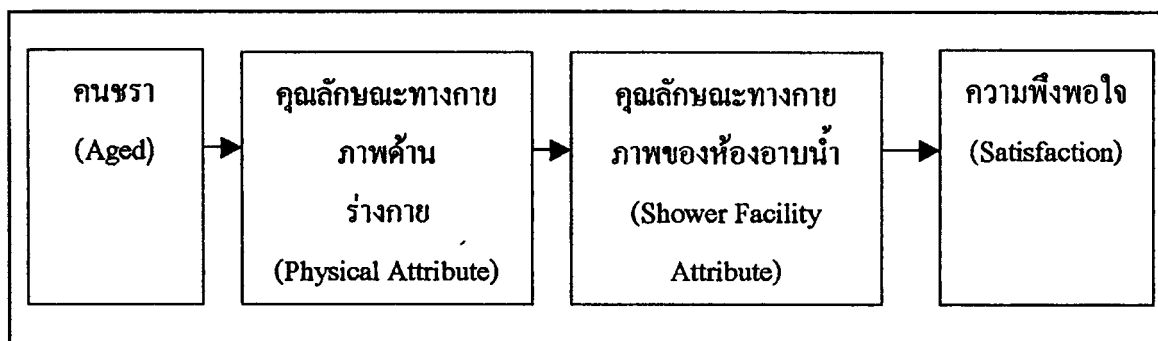 คนชรา
(Aged)
คุณลักษณะทางกาย
ภาพด้าน
ร่างกาย
(Physical Attribute)
คุณลักษณะทางกาย
ภาพของห้องอาบน้ำ
(Shower Facility
Attribute)
ความพึงพอใจ
(Satisfaction)